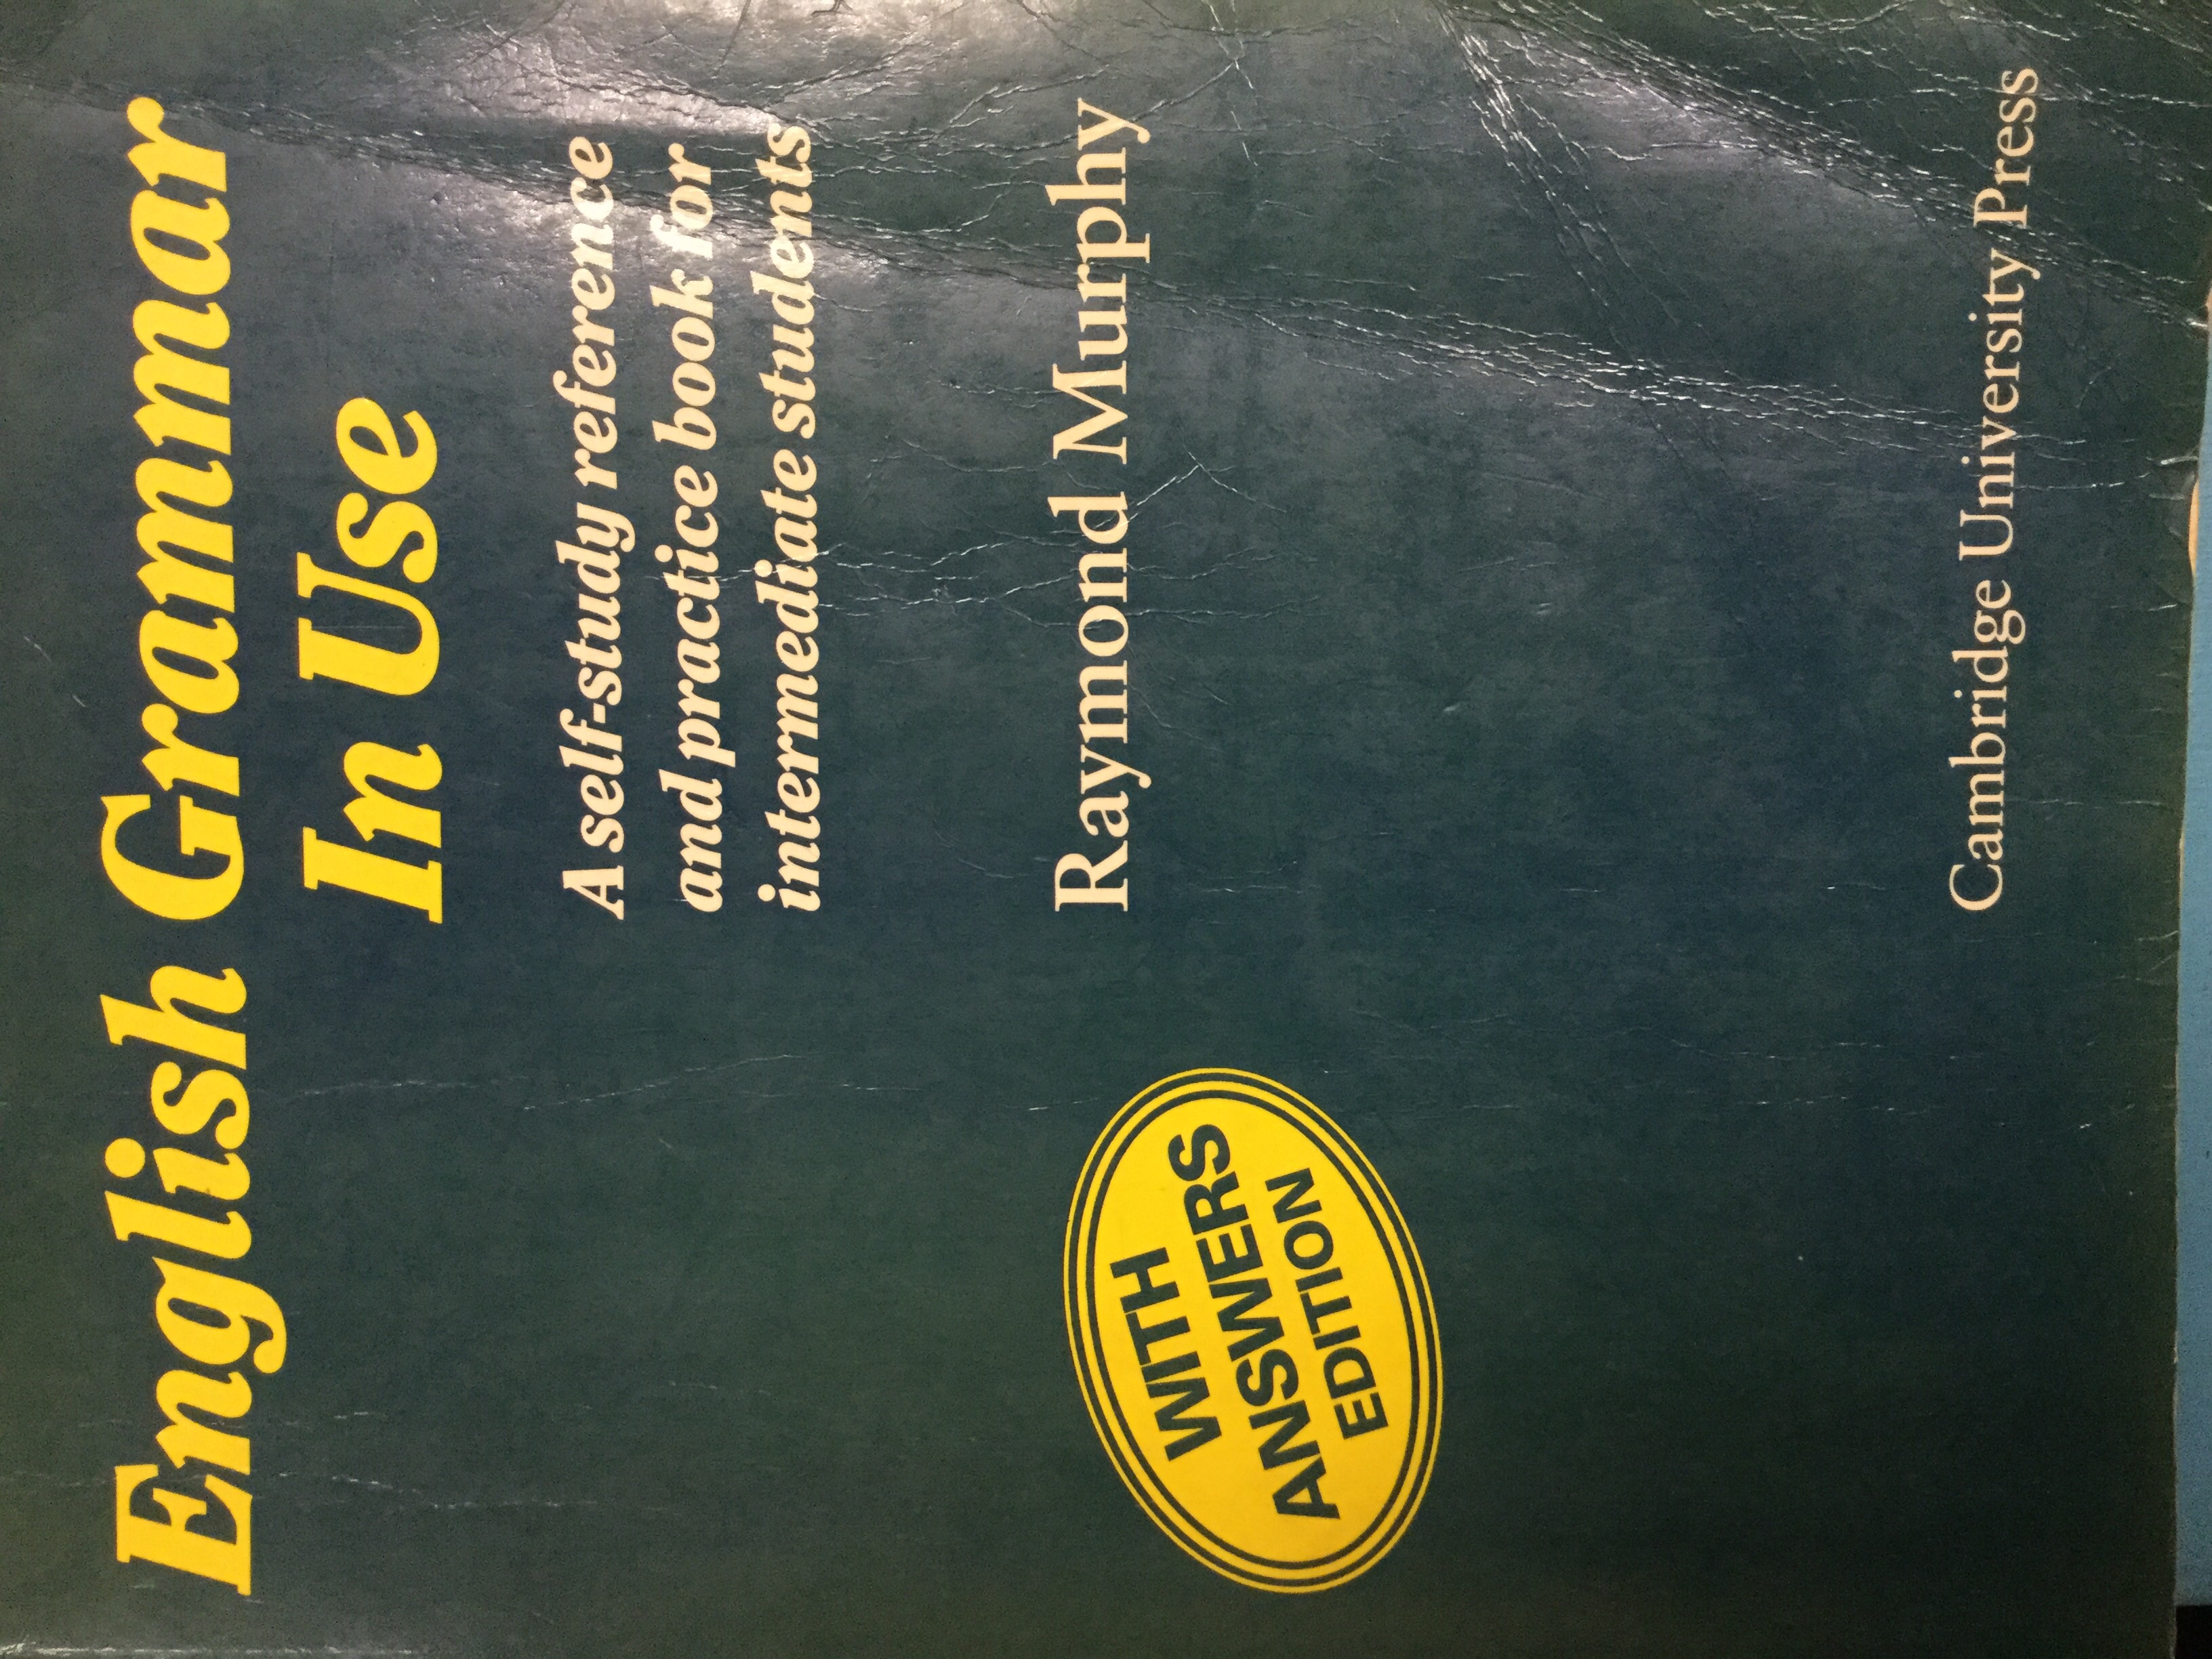 English Grammar
In Use
A self-study reference
and practice book for
intermediate students
Raymond Murphy
WITH
ANSWERS
EDITION
Cambridge University Press